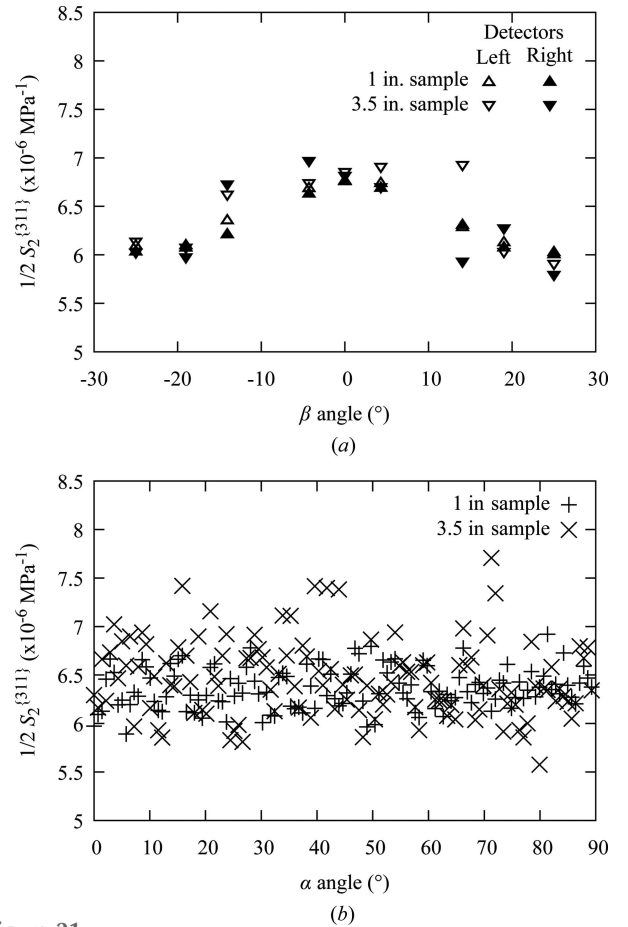 8.5
Detectors
Left Right
8
1 in. sample
3.5 in. sample
7.5
7
6.5
6
5.5
5
1/2 S₂^{311} (x10⁻⁶ MPa⁻¹)
-30 -20 -10 0 10 20 30
β angle (°)
(a)
8.5
1 in sample
3.5 in sample
8
7.5
7
6.5
6
5.5
5
1/2 S₂^{311} (x10⁻⁶ MPa⁻¹)
0 10 20 30 40 50 60 70 80 90
α angle (°)
(b)